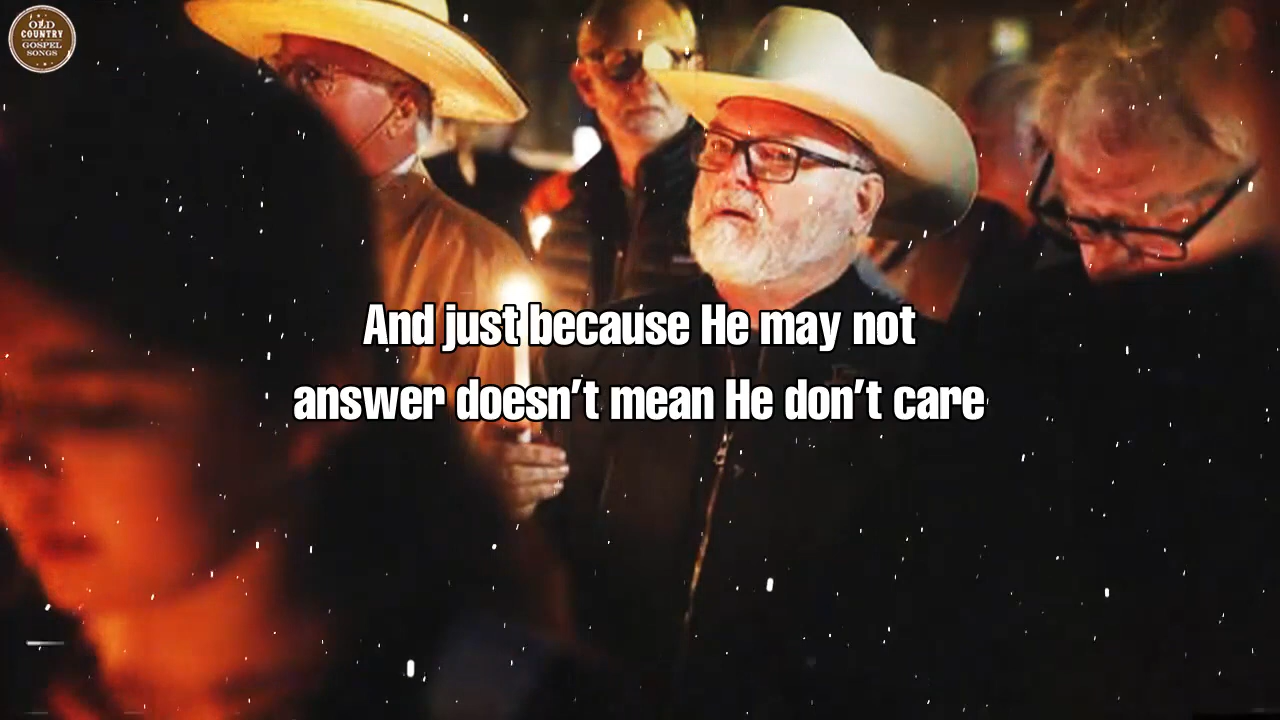 OLD
COUNTRY
GOSPEL
SONGS
And just because He may not
answer doesn't mean He don't care